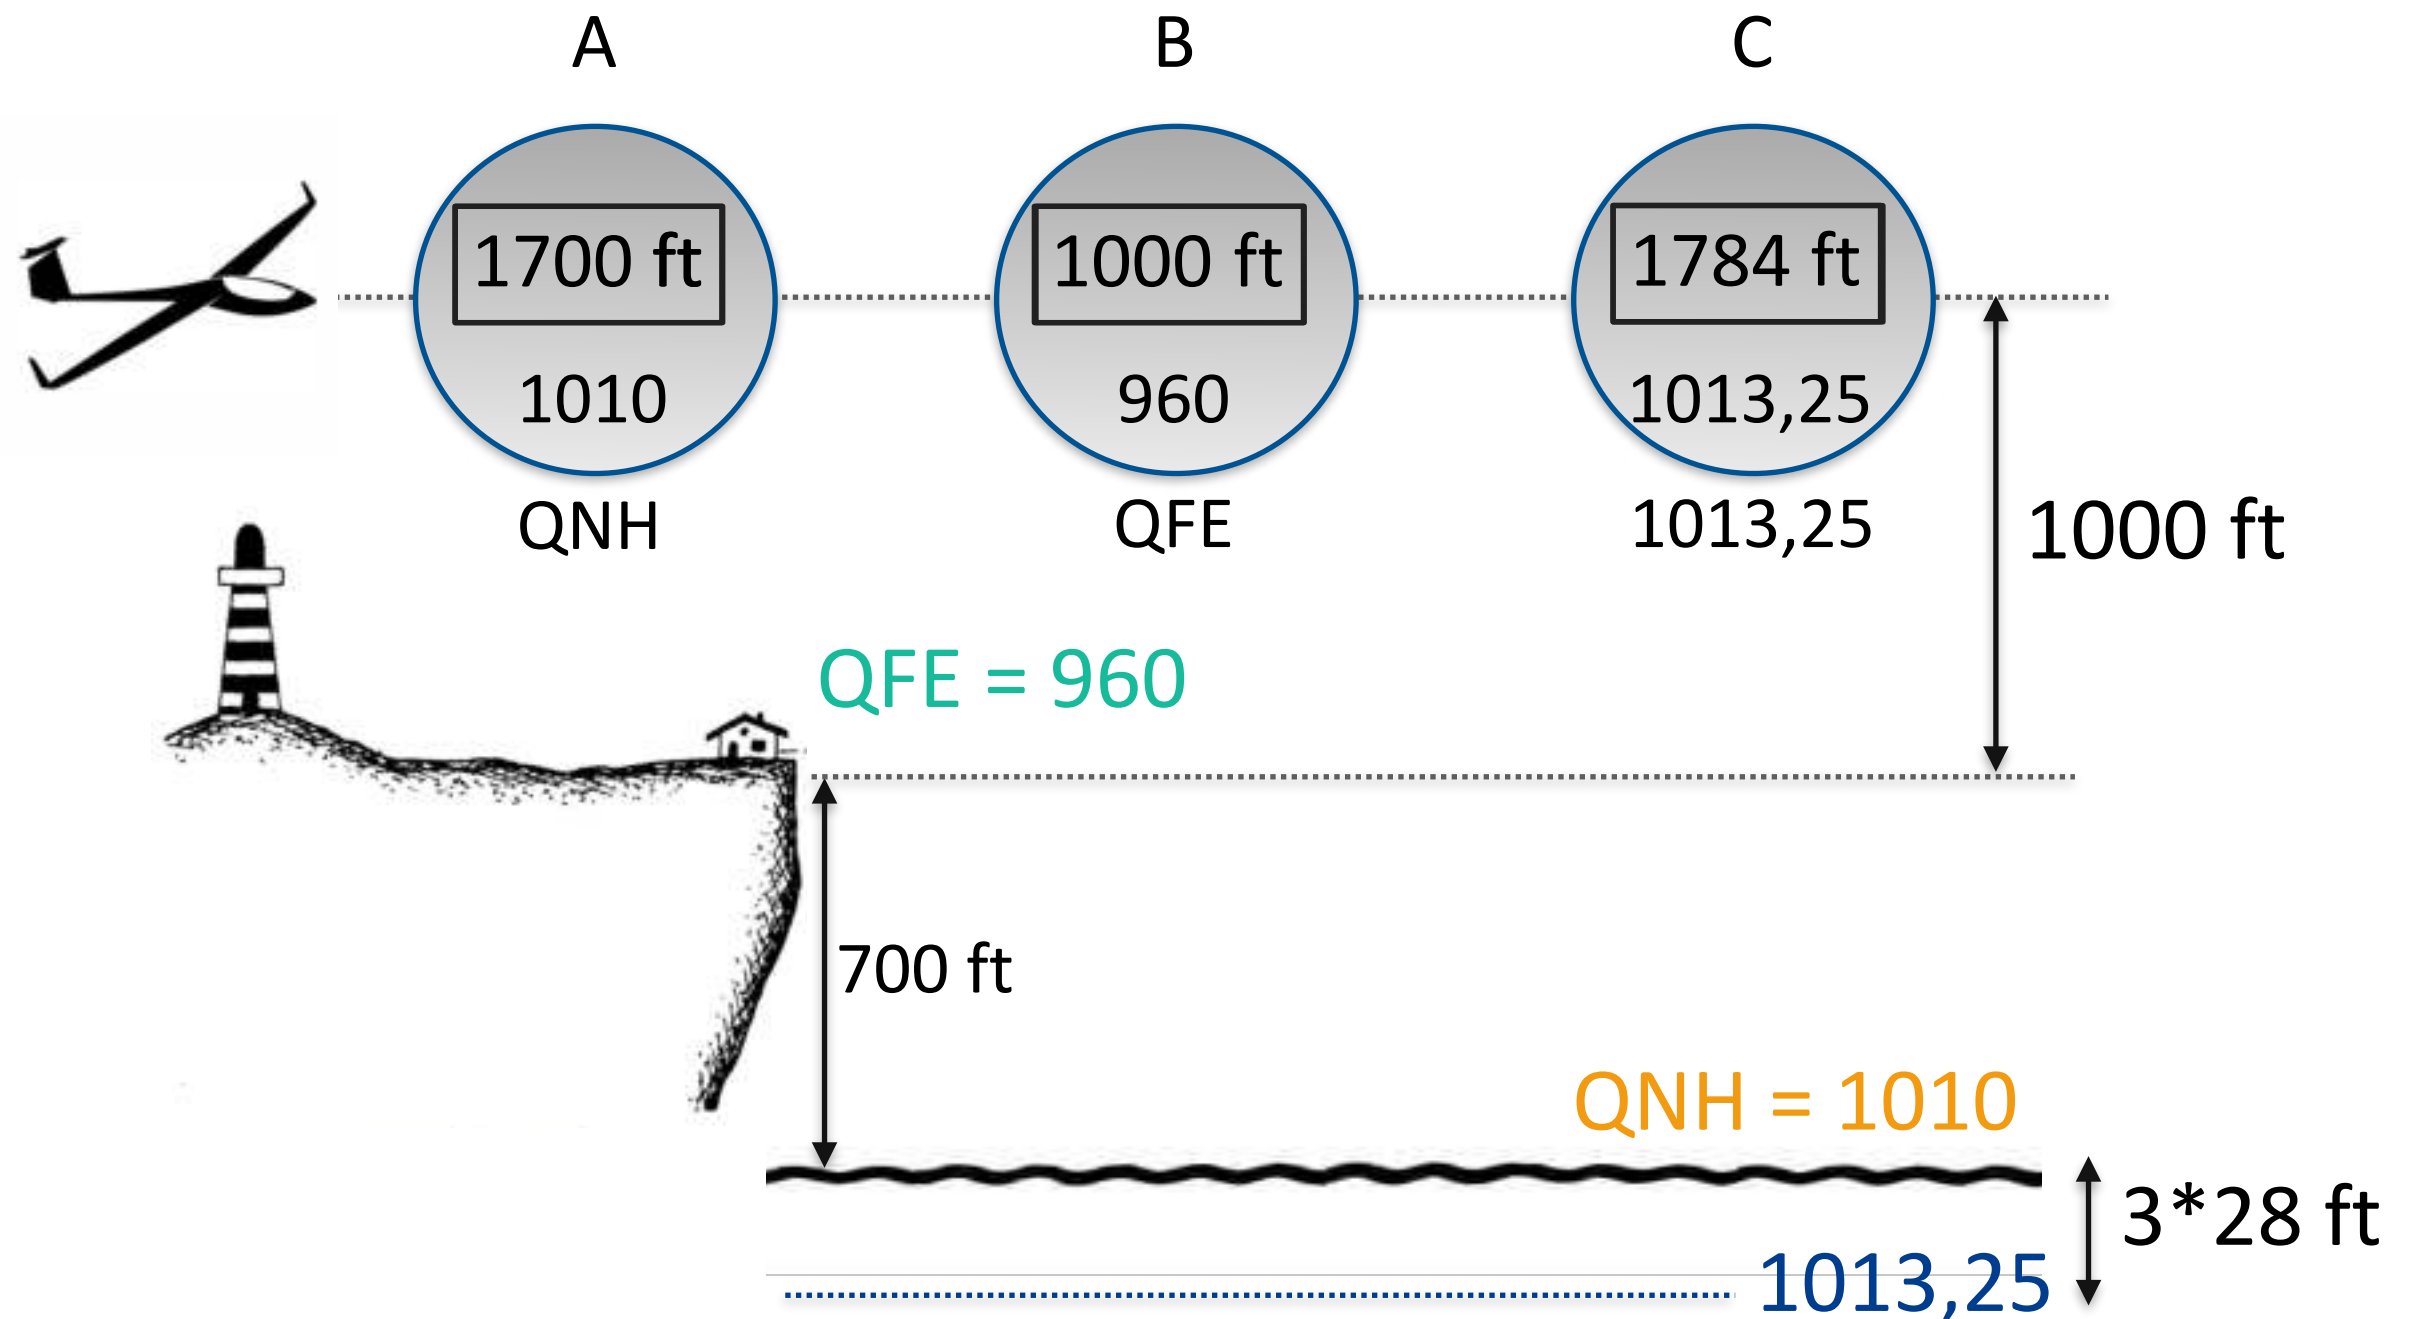 A
B
C
1700 ft
1000 ft
1784 ft
1010
960
1013,25
QNH
QFE
1013,25
1000 ft
QFE = 960
700 ft
QNH = 1010
3*28 ft
1013,25